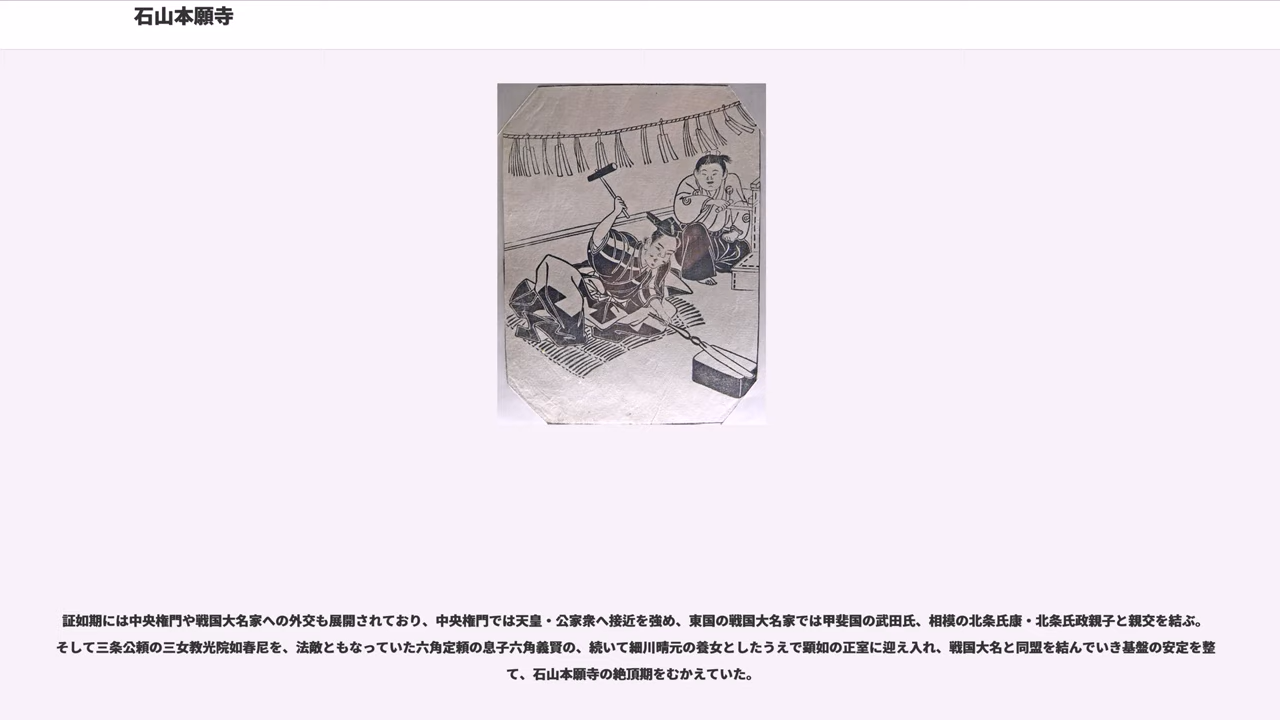 石山本願寺
証如期には中央権門や戦国大名家への外交も展開されており、中央権門では天皇・公家衆へ接近を強め、東国の戦国大名家では甲斐国の武田氏、相模の北条氏康・北条氏政親子と親交を結ぶ。
そして三条公頼の三女教光院如春尼を、法敵ともなっていた六角定頼の息子六角義賢の、続いて細川晴元の養女としたうえで顕如の正室に迎え入れ、戦国大名と同盟を結んでいき基盤の安定を整
て、石山本願寺の絶頂期をむかえていた。